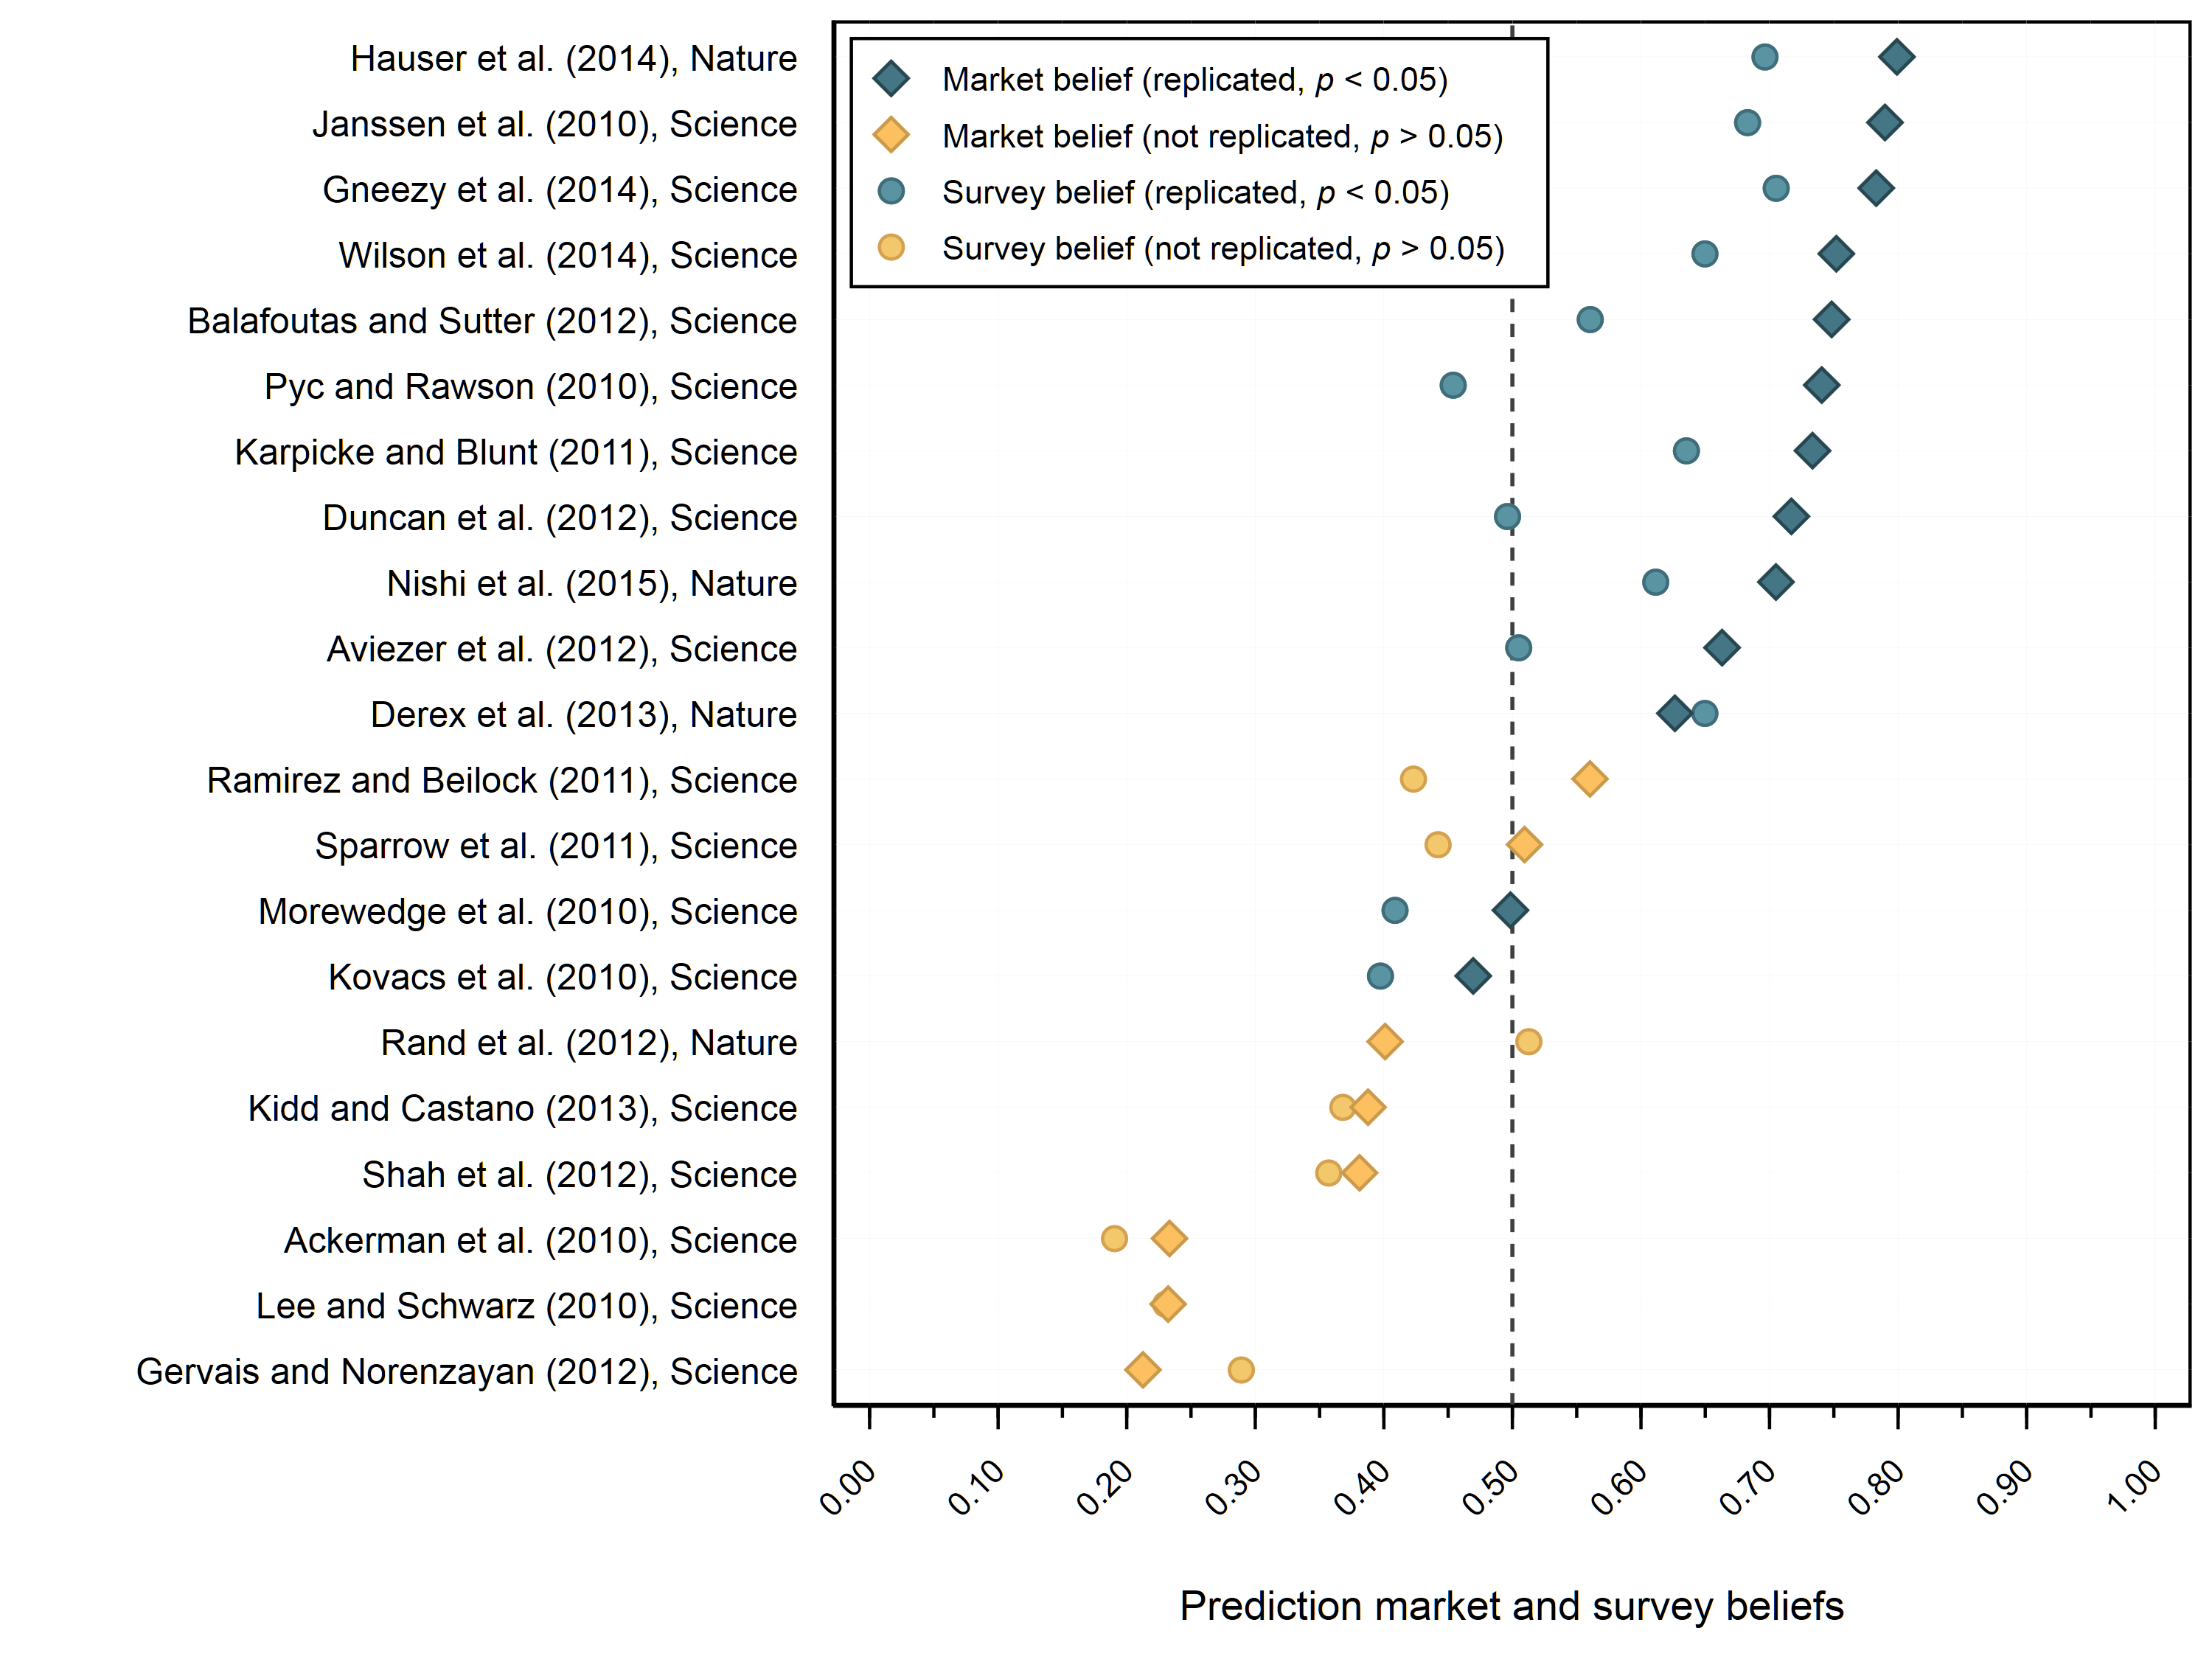 Hauser et al. (2014), Nature
Janssen et al. (2010), Science
Gneezy et al. (2014), Science
Wilson et al. (2014), Science
Balafoutas and Sutter (2012), Science
Pyc and Rawson (2010), Science
Karpicke and Blunt (2011), Science
Duncan et al. (2012), Science
Nishi et al. (2015), Nature
Aviezer et al. (2012), Science
Derex et al. (2013), Nature
Ramirez and Beilock (2011), Science
Sparrow et al. (2011), Science
Morewedge et al. (2010), Science
Kovacs et al. (2010), Science
Rand et al. (2012), Nature
Kidd and Castano (2013), Science
Shah et al. (2012), Science
Ackerman et al. (2010), Science
Lee and Schwarz (2010), Science
Gervais and Norenzayan (2012), Science
Market belief (replicated, p < 0.05)
Market belief (not replicated, p > 0.05)
Survey belief (replicated, p < 0.05)
Survey belief (not replicated, p > 0.05)
0.00 0.10 0.20 0.30 0.40 0.50 0.60 0.70 0.80 0.90 1.00
Prediction market and survey beliefs